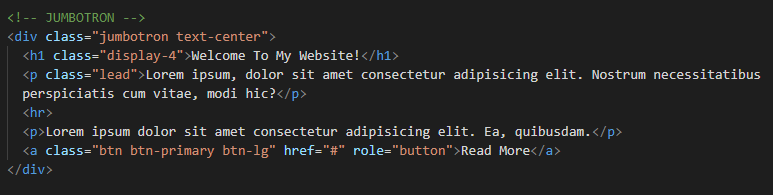 <!-- JUMBOTRON -->
<div class="jumbotron text-center">
<h1 class="display-4">Welcome To My Website!</h1>
<p class="lead">Lorem ipsum, dolor sit amet consectetur adipisicing elit. Nostrum necessitatibus
perspiciatis cum vitae, modi hic?</p>
<hr>
<p>Lorem ipsum dolor sit amet consectetur adipisicing elit. Ea, quibusdam.</p>
<a class="btn btn-primary btn-lg" href="#" role="button">Read More</a>
</div>